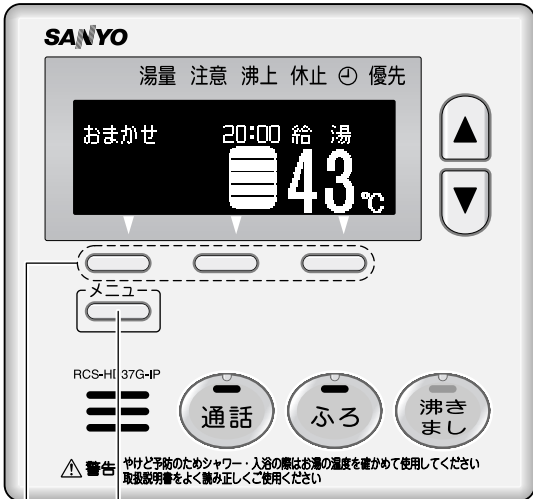 SANYO
湯量 注意 沸上 休止 優先
おまかせ 20:00 給 湯
43℃
▲
▼
メニュー
RCS-HD37G-IP
通話
ふろ
沸き
まし
⚠ 警告 やけど予防のためシャワー・入浴の際はお湯の温度を確かめて使用してください
取扱説明書をよく読み正しくご使用ください